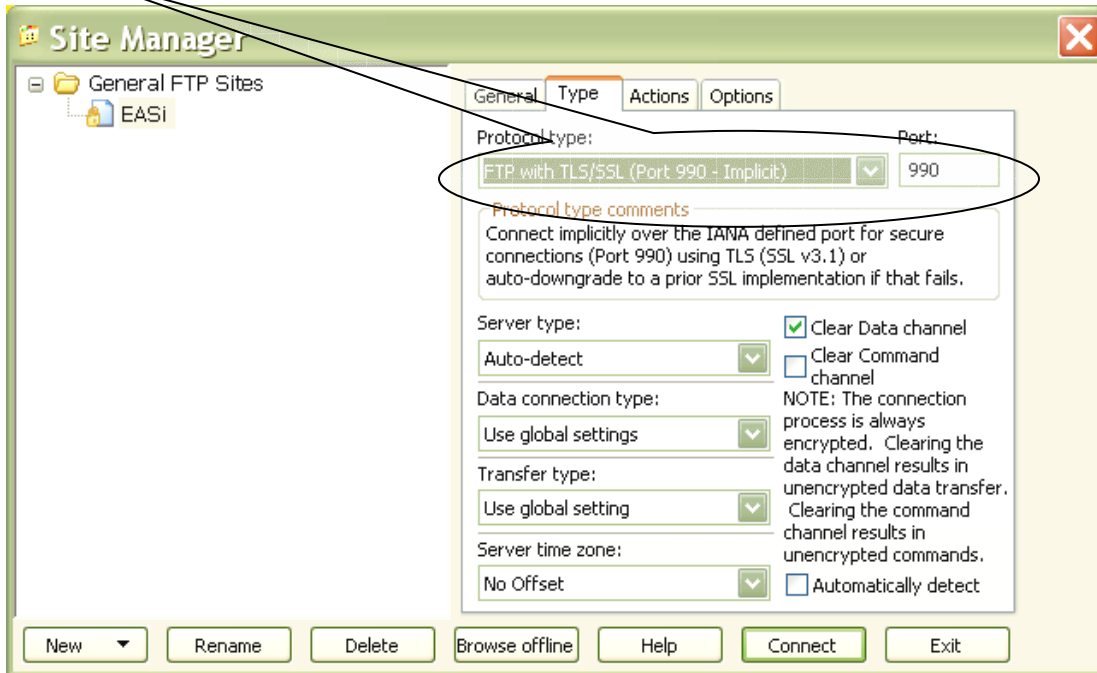 Site Manager
General FTP Sites
EASi
General Type Actions Options
Protocol type: Port:
FTP with TLS/SSL (Port 990 - Implicit) 990
Protocol type comments
Connect implicitly over the IANA defined port for secure
connections (Port 990) using TLS (SSL v3.1) or
auto-downgrade to a prior SSL implementation if that fails.
Server type:
Auto-detect
Data connection type:
Use global settings
Transfer type:
Use global setting
Server time zone:
No Offset
Clear Data channel
Clear Command
channel
NOTE: The connection
process is always
encrypted. Clearing the
data channel results in
unencrypted data transfer.
Clearing the command
channel results in
unencrypted commands.
Automatically detect
New Rename Delete Browse offline Help Connect Exit